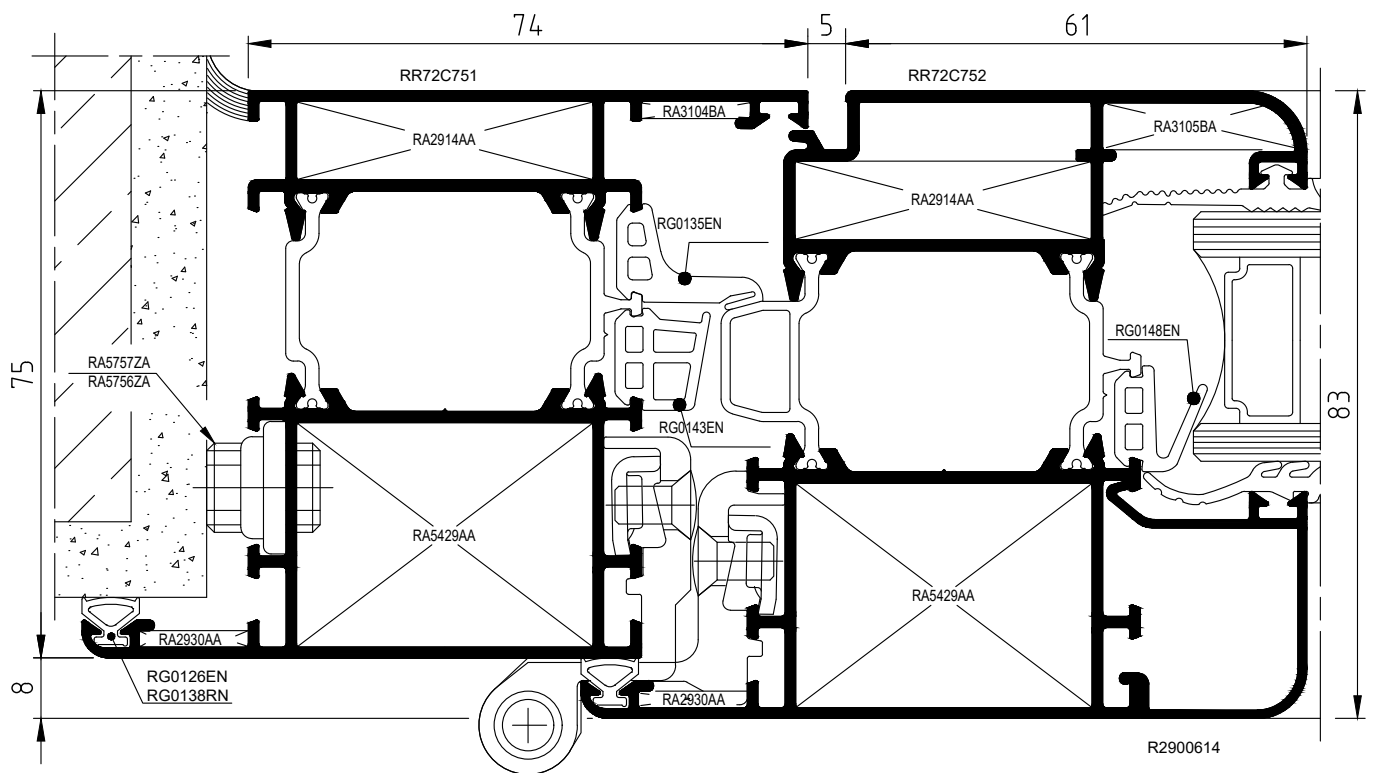 74
5
61
RR72C751
RR72C752
RA3104BA
RA3105BA
RA2914AA
RA2914AA
RG0135EN
RG0148EN
75
RA5757ZA
RA5756ZA
83
RG0143EN
RA5429AA
RA5429AA
RA2930AA
RG0126EN
RG0138RN
8
RA2930AA
R2900614